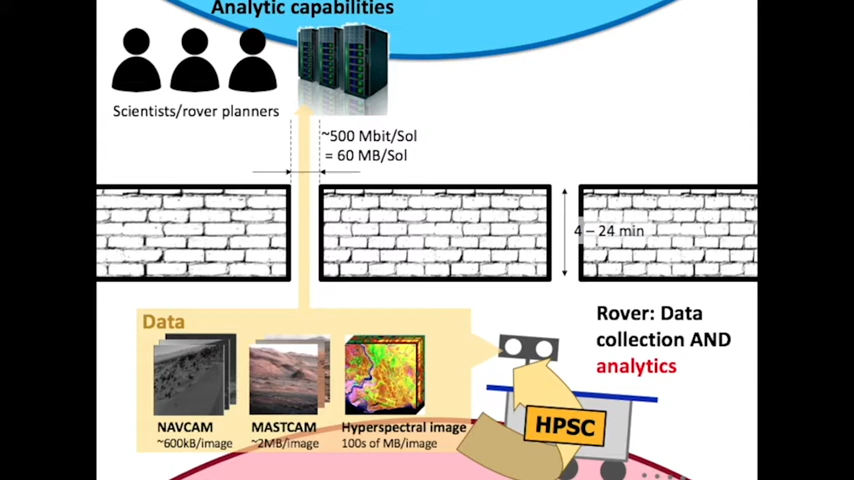 Analytic capabilities
Scientists/rover planners
~500 Mbit/Sol
= 60 MB/Sol
4 – 24 min
Data
NAVCAM
~600kB/image
MASTCAM
~2MB/image
Hyperspectral image
100s of MB/image
Rover: Data
collection AND
analytics
HPSC